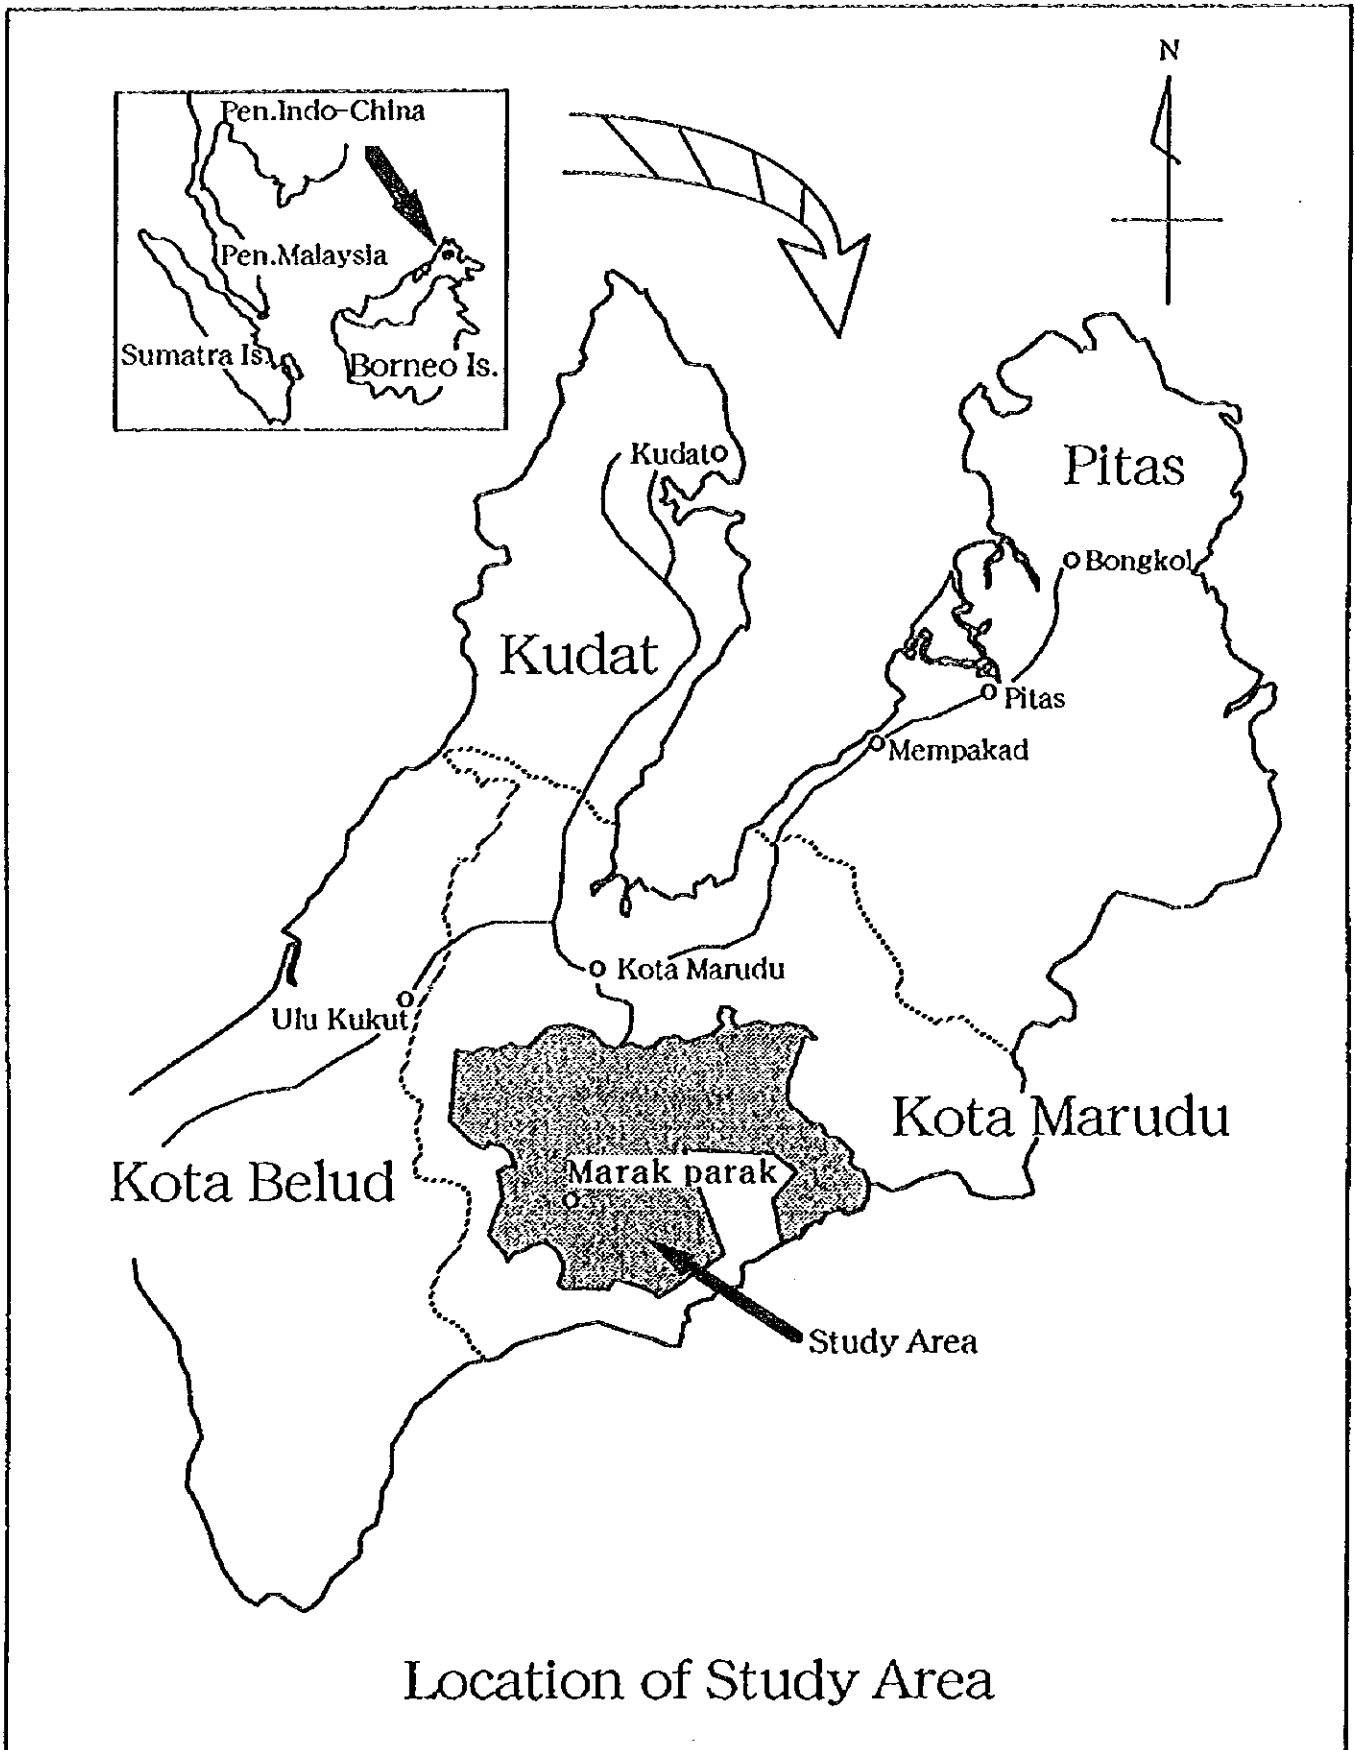 N
Pen.Indo-China
Pen.Malaysia
Sumatra Is.
Borneo Is.
Kudat
Pitas
Bongkol
Kudat
Pitas
Mempakad
Kota Marudu
Ulu Kukut
Kota Marudu
Marak parak
Kota Belud
Study Area
Location of Study Area